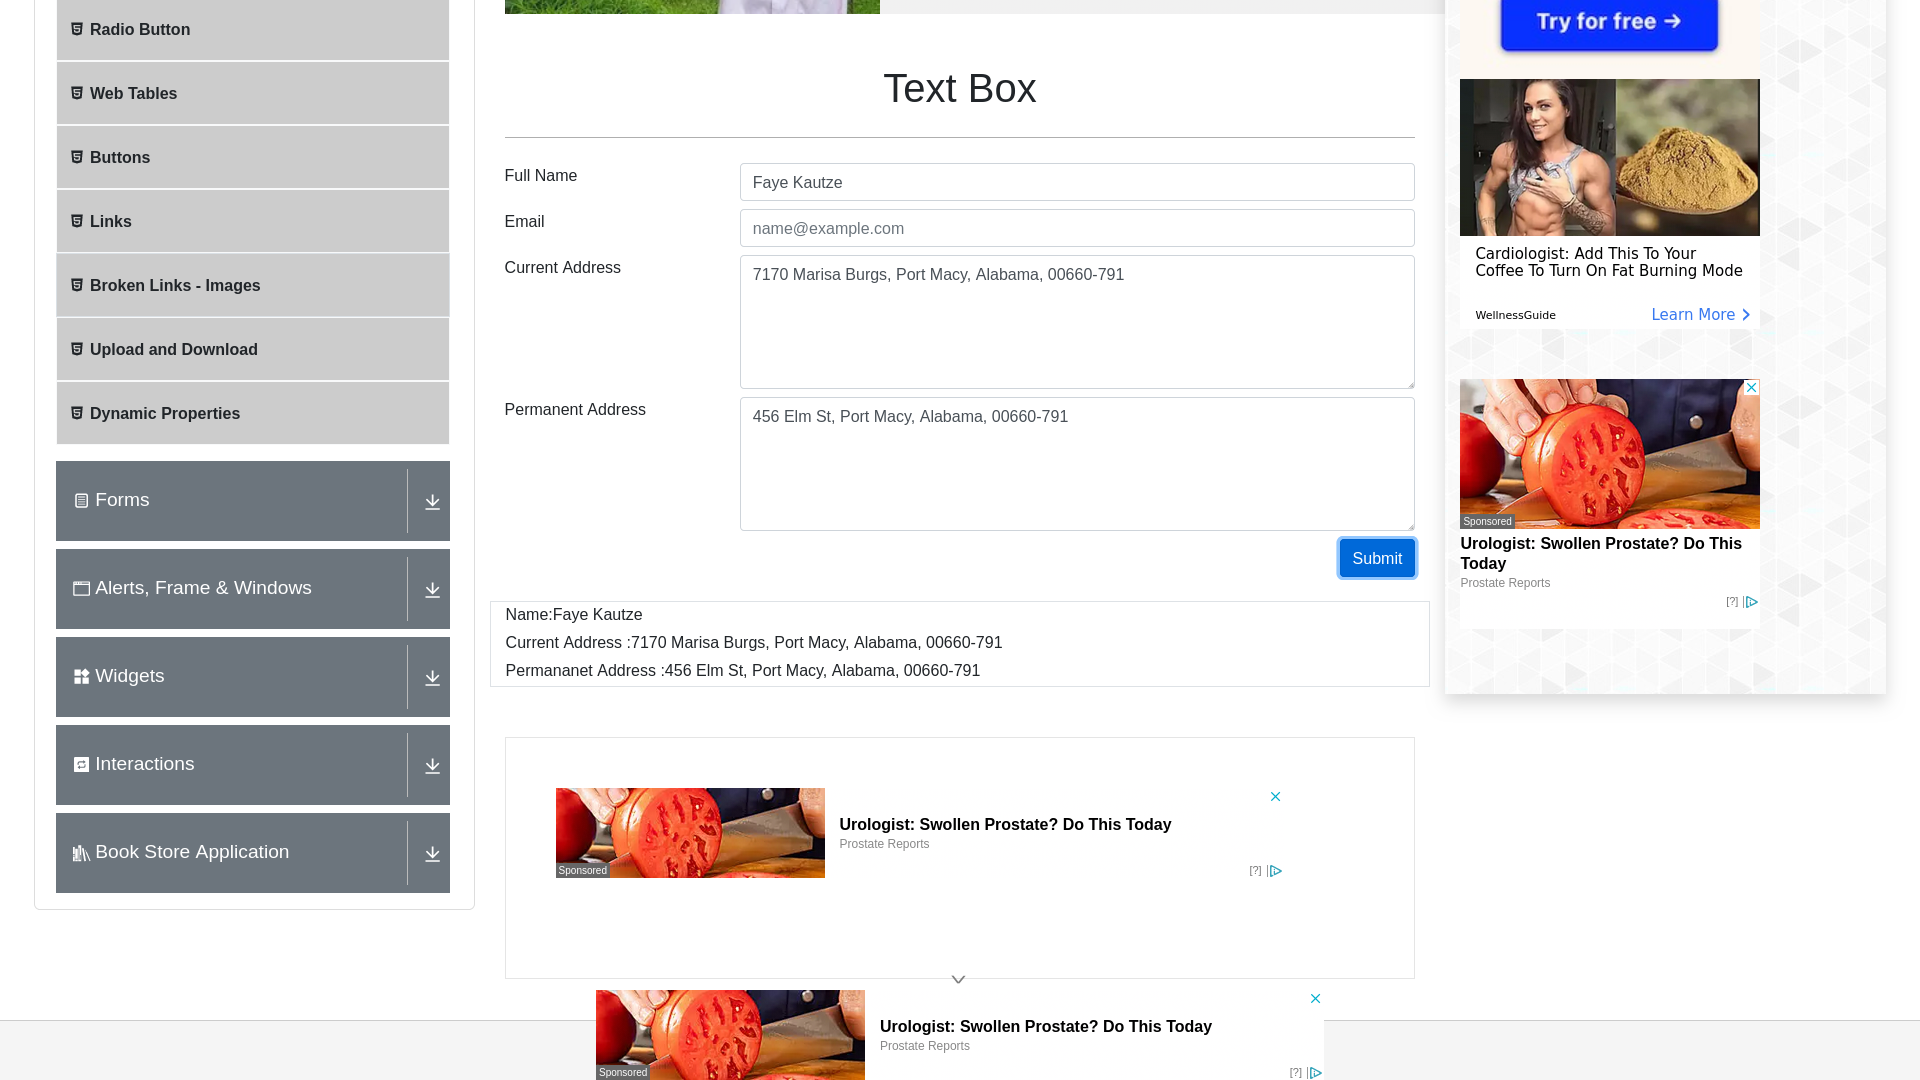 Radio Button
Web Tables
Buttons
Links
Broken Links - Images
Upload and Download
Dynamic Properties
Forms
Alerts, Frame & Windows
Widgets
Interactions
Book Store Application
Text Box
Full Name
Faye Kautze
Email
name@example.com
Current Address
7170 Marisa Burgs, Port Macy, Alabama, 00660-791
Permanent Address
456 Elm St, Port Macy, Alabama, 00660-791
Submit
Name:Faye Kautze
Current Address :7170 Marisa Burgs, Port Macy, Alabama, 00660-791
Permananet Address :456 Elm St, Port Macy, Alabama, 00660-791
Sponsored
Urologist: Swollen Prostate? Do This Today
Prostate Reports
[?]
Sponsored
Urologist: Swollen Prostate? Do This Today
Prostate Reports
[?]
Try for free →
Cardiologist: Add This To Your
Coffee To Turn On Fat Burning Mode
WellnessGuide
Learn More
Sponsored
Urologist: Swollen Prostate? Do This
Today
Prostate Reports
[?]